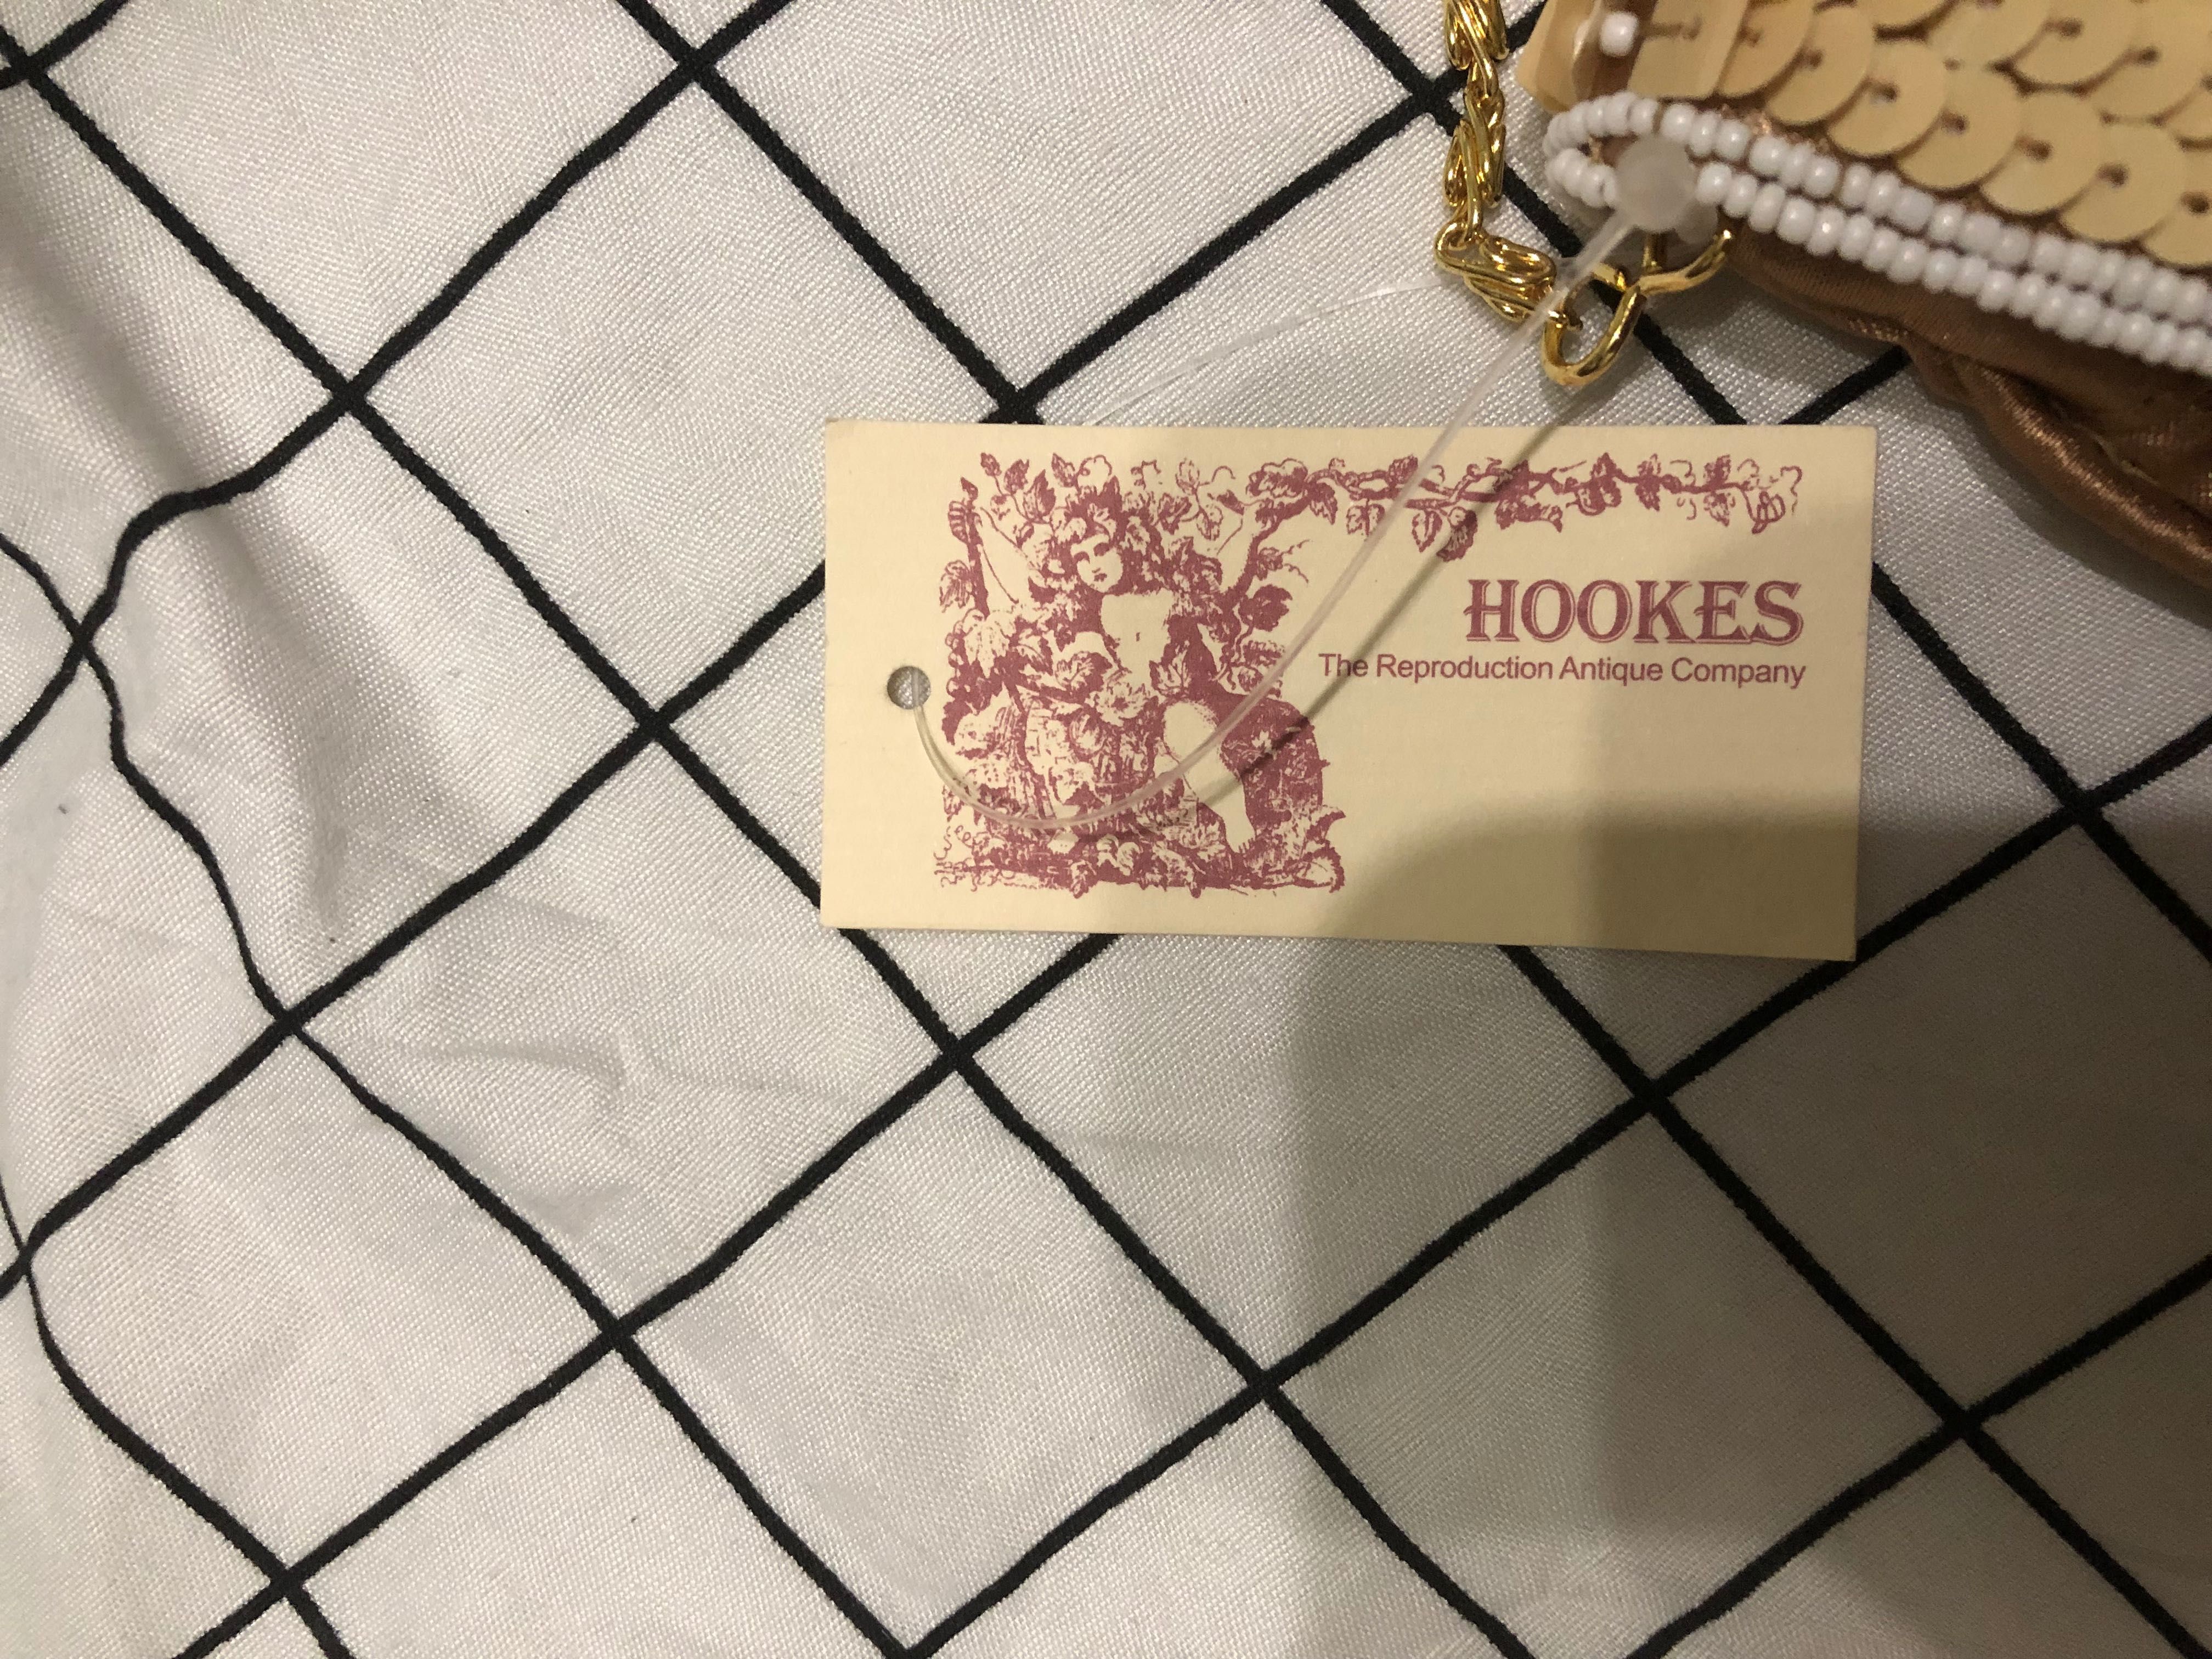 HOOKES
The Reproduction Antique Company